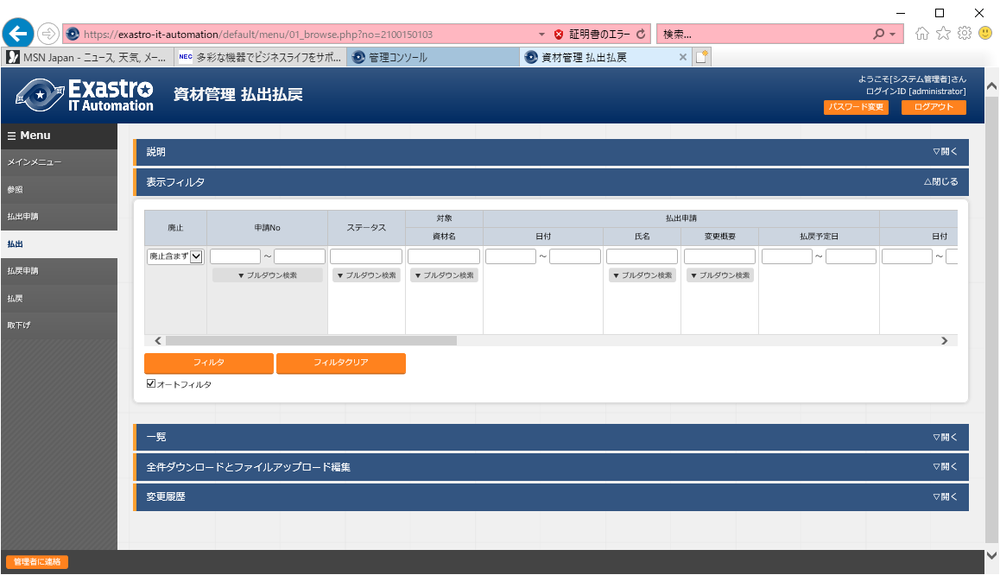 https://exastro-it-automation/default/menu/01_browse.php?no=2100150103
証明書のエラー
検索...
MSN Japan - ニュース, 天気, メー...
NEC 多彩な機器でビジネスライフをサポ...
管理コンソール
資材管理 払出払戻
Exastro
IT Automation
資材管理 払出払戻
ようこそ[システム管理者]さん
ログインID [administrator]
パスワード変更
ログアウト
Menu
メインメニュー
参照
払出申請
払出
払戻申請
払戻
取下げ
説明
▽開く
表示フィルタ
△閉じる
廃止
申請No
ステータス
対象
払出申請
資材名
日付
氏名
変更概要
払戻予定日
日付
廃止含まず
～
～
～
～
▼ プルダウン検索
▼ プルダウン検索
▼ プルダウン検索
▼ プルダウン検索
▼ プルダウン検索
フィルタ
フィルタクリア
オートフィルタ
一覧
▽開く
全件ダウンロードとファイルアップロード編集
▽開く
変更履歴
▽開く
管理者に連絡